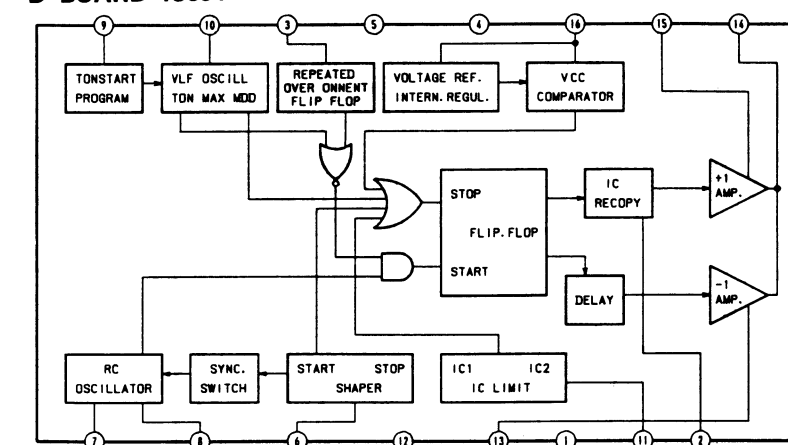 9
10
3
5
4
16
15
14
TONSTART
PROGRAM
VLF OSCILL
TON MAX MDD
REPEATED
OVER ONNENT
FLIP FLOP
VOLTAGE REF.
INTERN.REGUL.
VCC
COMPARATOR
STOP
FLIP.FLOP
START
IC
RECOPY
+1
AMP.
DELAY
-1
AMP.
RC
OSCILLATOR
SYNC.
SWITCH
START STOP
SHAPER
IC1 IC2
IC LIMIT
7
8
6
12
13
1
11
2